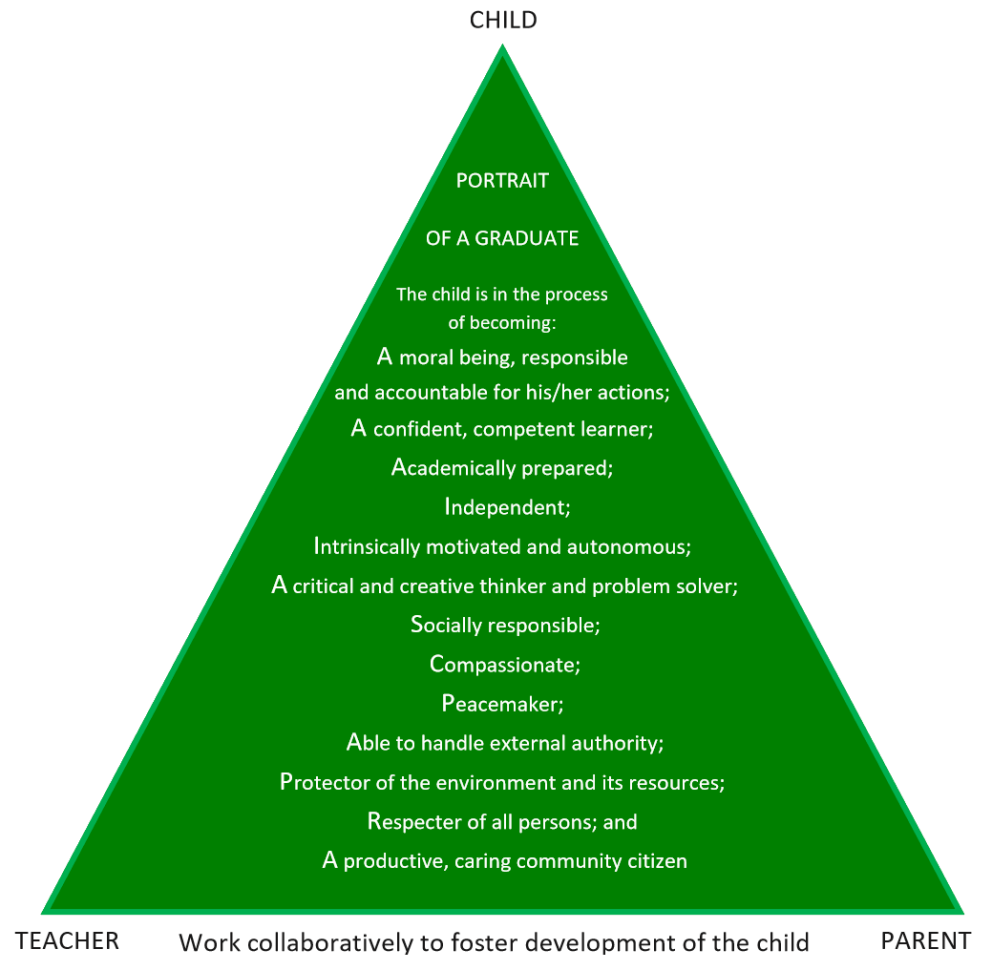 CHILD
PORTRAIT
OF A GRADUATE
The child is in the process
of becoming:
A moral being, responsible
and accountable for his/her actions;
A confident, competent learner;
Academically prepared;
Independent;
Intrinsically motivated and autonomous;
A critical and creative thinker and problem solver;
Socially responsible;
Compassionate;
Peacemaker;
Able to handle external authority;
Protector of the environment and its resources;
Respecter of all persons; and
A productive, caring community citizen
TEACHER Work collaboratively to foster development of the child PARENT